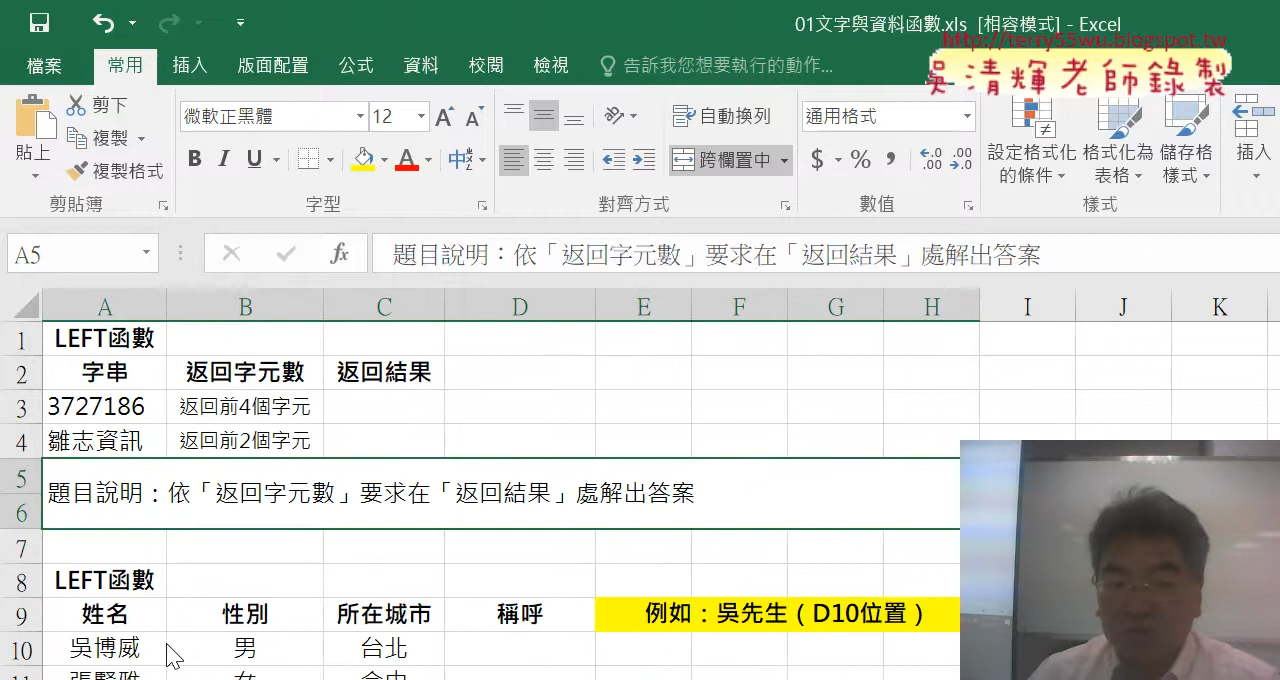 01文字與資料函數.xls [相容模式] - Excel
http://terry55wu.blogspot.tw
吳清輝老師錄製
檔案 常用 插入 版面配置 公式 資料 校閱 檢視 告訴我您想要執行的動作...
貼上 剪下 複製 複製格式 剪貼簿
微軟正黑體 12 A A B I U A 中 字型
自動換列 跨欄置中 對齊方式
通用格式 $ % , 數值
設定格式化的條件 格式化為表格 儲存格樣式 樣式
插入
A5 fx 題目說明：依「返回字元數」要求在「返回結果」處解出答案
A B C D E F G H I J K
1 LEFT函數
2 字串 返回字元數 返回結果
3 3727186 返回前4個字元
4 雛志資訊 返回前2個字元
5 題目說明：依「返回字元數」要求在「返回結果」處解出答案
6
7
8 LEFT函數
9 姓名 性別 所在城市 稱呼 例如：吳先生（D10位置）
10 吳博威 男 台北